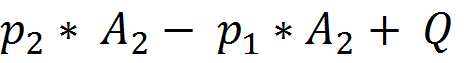 p₂ * A₂ − p₁ * A₂ + Q